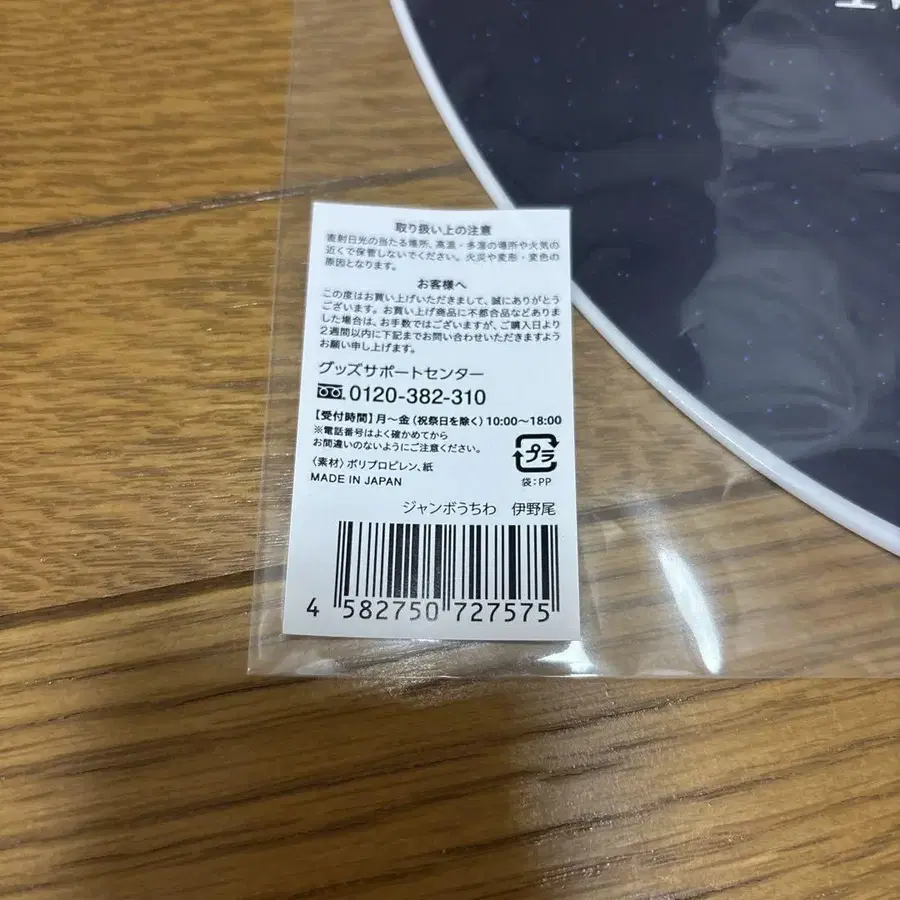 取り扱い上の注意
直射日光の当たる場所、高温・多湿の場所や火気の
近くで保管しないでください。火災や変形・変色の
原因となります。
お客様へ
この度はお買い上げいただきまして、誠にありがとう
ございます。お買い上げ商品に不都合品などありま
した場合は、お手数ではございますが、ご購入日より
2週間以内に下記までお問い合わせいただきますよう
お願い申し上げます。
グッズサポートセンター
0120-382-310
【受付時間】月〜金(祝祭日を除く)10:00〜18:00
※電話番号はよく確かめてから
お間違いのないようにご注意ください。
プラ
〈素材〉ポリプロピレン、紙
袋:PP
MADE IN JAPAN
ジャンボうちわ 伊野尾
4 582750 727575